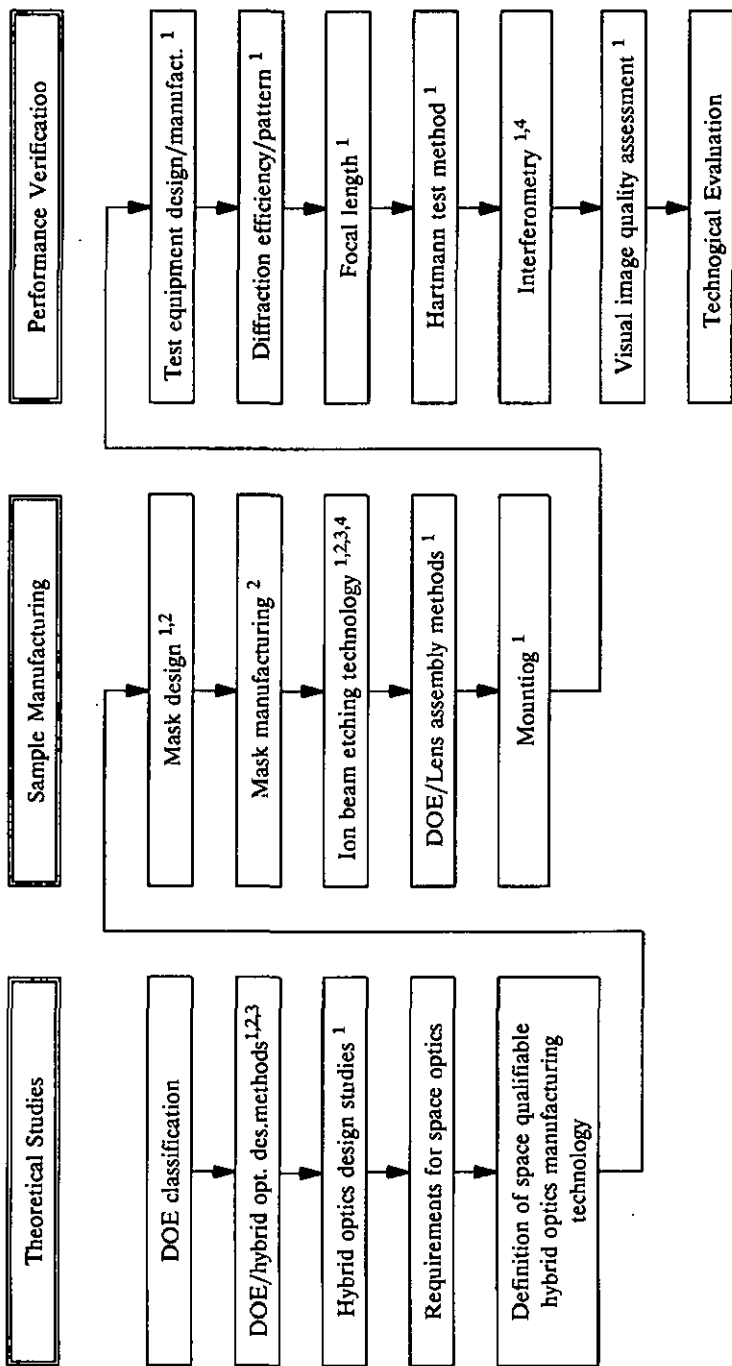 Theoretical Studies
DOE classification
DOE/hybrid opt. des.methods 1,2,3
Hybrid optics design studies 1
Requirements for space optics
Definition of space qualifiable
hybrid optics manufacturing
technology
Sample Manufacturing
Mask design 1,2
Mask manufacturing 2
Ion beam etching technology 1,2,3,4
DOE/Lens assembly methods 1
Mountiog 1
Performance Verificatioo
Test equipment design/manufact. 1
Diffraction efficiency/pattern 1
Focal length 1
Hartmann test method 1
Interferometry 1,4
Visual image quality assessment 1
Technogical Evaluation